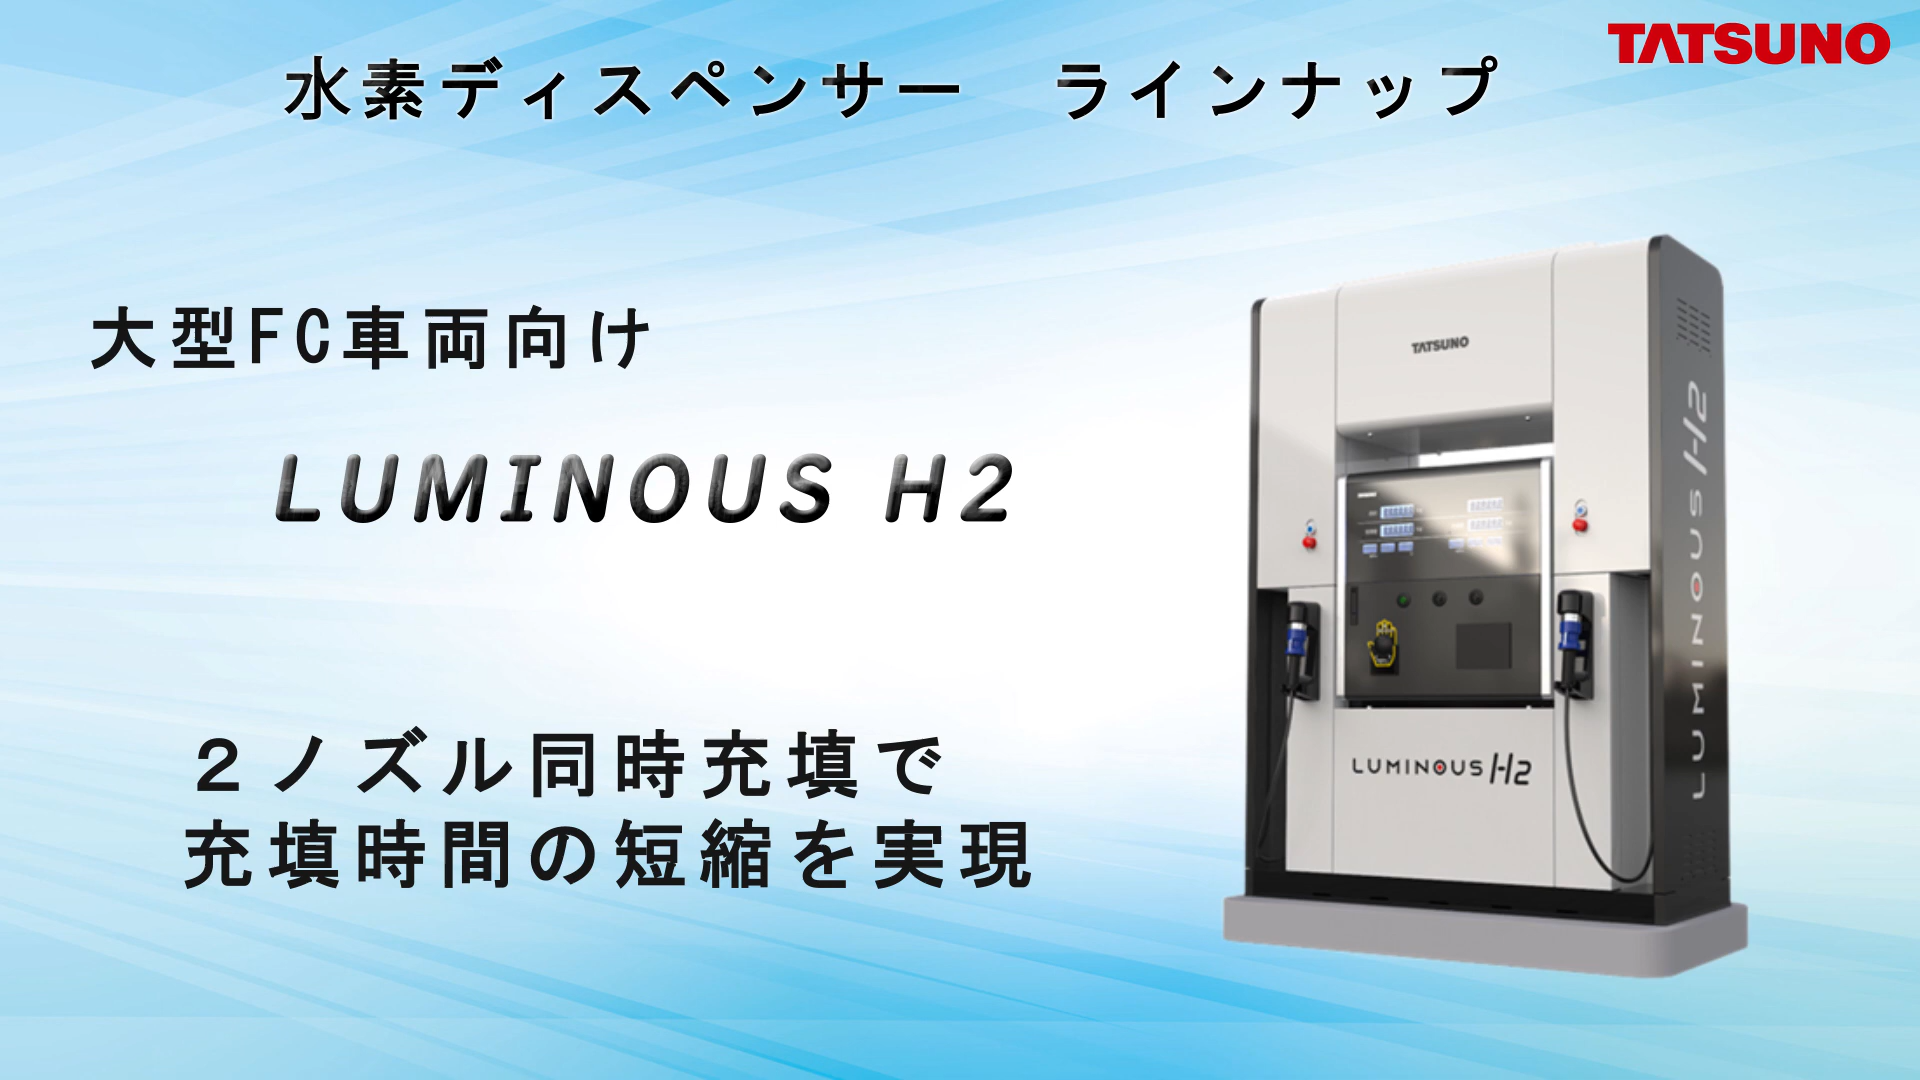 水素ディスペンサー　ラインナップ
TATSUNO
大型FC車両向け
LUMINOUS H2
２ノズル同時充填で
充填時間の短縮を実現
TATSUNO
LUMINOUS H2
LUMINOUS H2